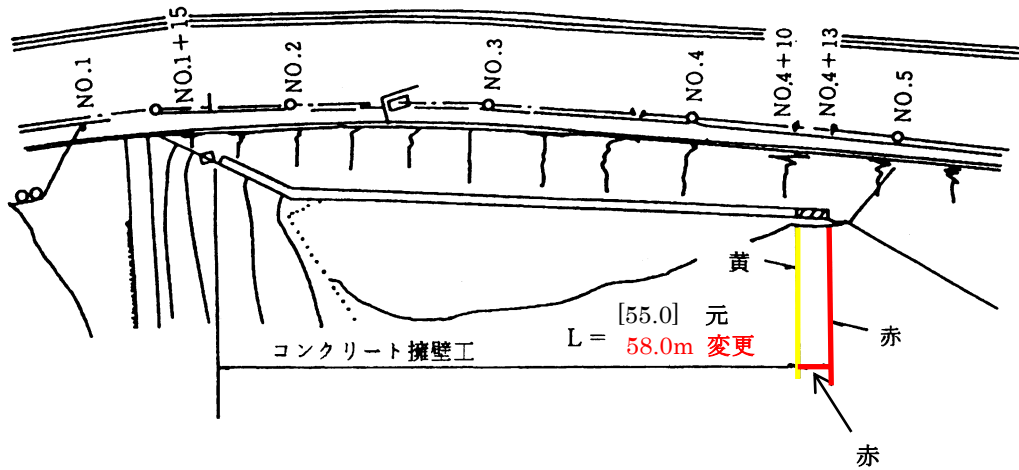 NO.1
NO.1+15
NO.2
NO.3
NO.4
NO.4+10
NO.4+13
NO.5
黄
[55.0] 元
L=
58.0m 変更
赤
コンクリート擁壁工
赤